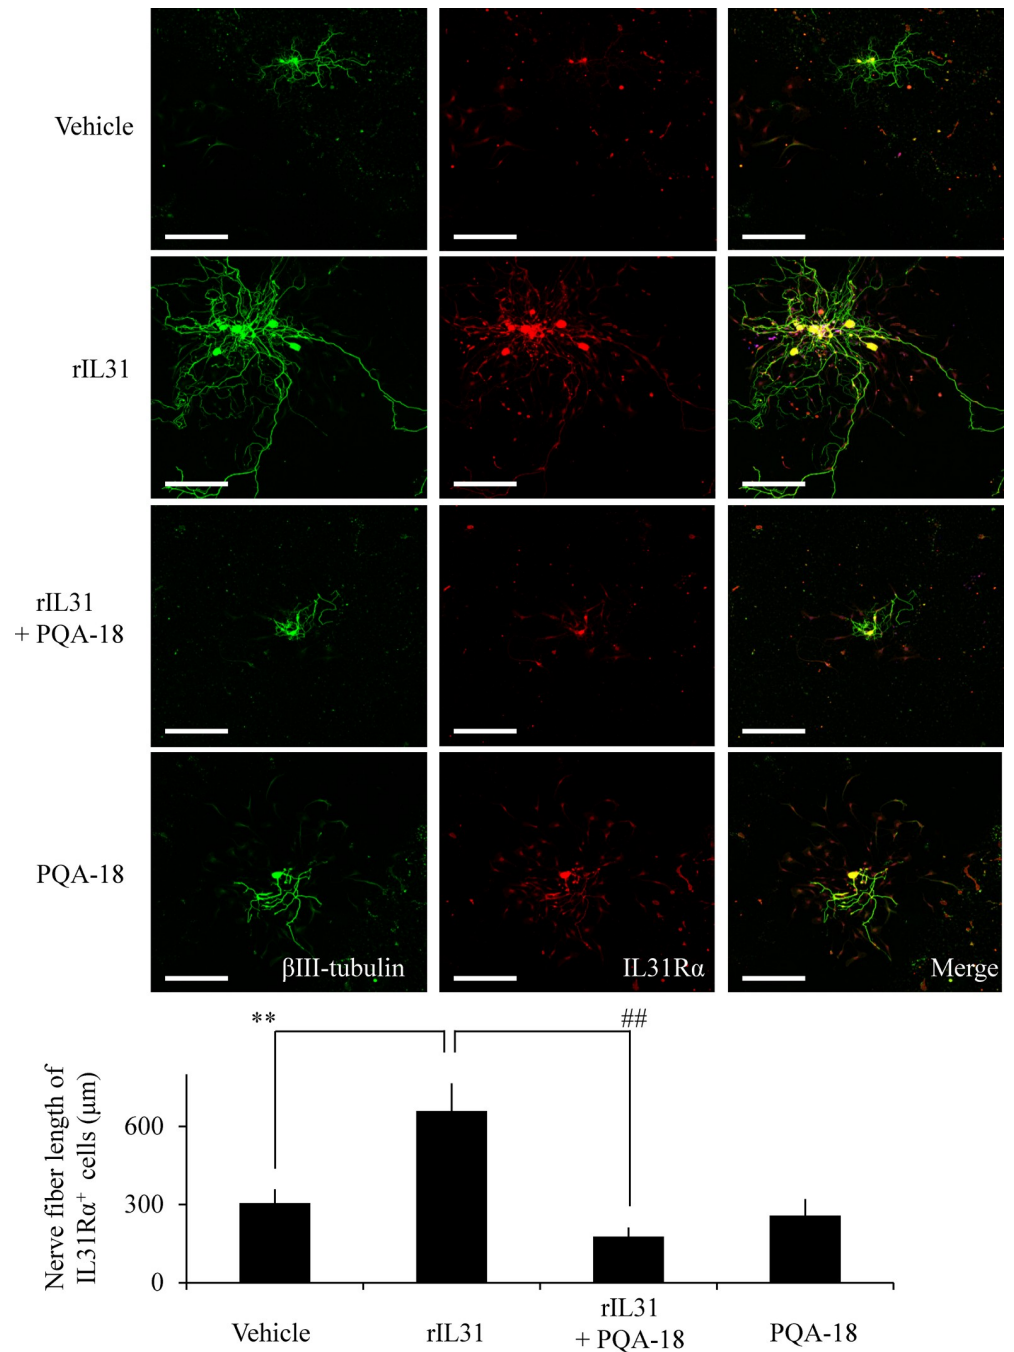 Vehicle
rIL31
rIL31
+ PQA-18
PQA-18
βIII-tubulin
IL31Rα
Merge
**
##
Nerve fiber length of
IL31Rα⁺ cells (μm)
600
300
0
Vehicle
rIL31
rIL31
+ PQA-18
PQA-18